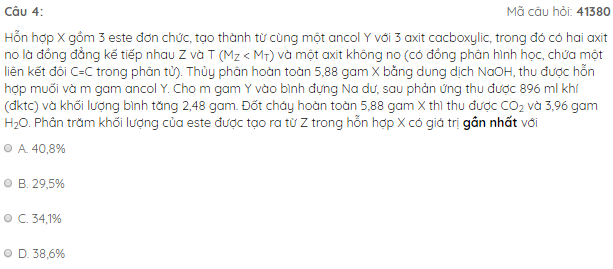 Câu 4:
Mã câu hỏi: 41380
Hỗn hợp X gồm 3 este đơn chức, tạo thành từ cùng một ancol Y với 3 axit cacboxylic, trong đó có hai axit
no là đồng đẳng kế tiếp nhau Z và T (MZ < MT) và một axit không no (có đồng phân hình học, chứa một
liên kết đôi C=C trong phân tử). Thủy phân hoàn toàn 5,88 gam X bằng dung dịch NaOH, thu được hỗn
hợp muối và m gam ancol Y. Cho m gam Y vào bình đựng Na dư, sau phản ứng thu được 896 ml khí
(đktc) và khối lượng bình tăng 2,48 gam. Đốt cháy hoàn toàn 5,88 gam X thì thu được CO2 và 3,96 gam
H2O. Phần trăm khối lượng của este được tạo ra từ Z trong hỗn hợp X có giá trị gần nhất với
A. 40,8%
B. 29,5%
C. 34,1%
D. 38,6%